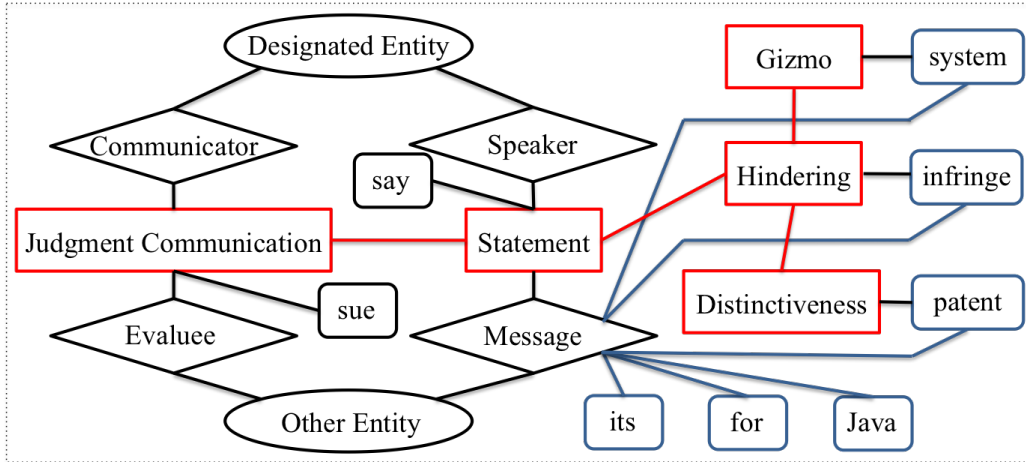 Designated Entity
Gizmo
system
Communicator
Speaker
say
Hindering
infringe
Judgment Communication
Statement
sue
Distinctiveness
patent
Evaluee
Message
Other Entity
its
for
Java